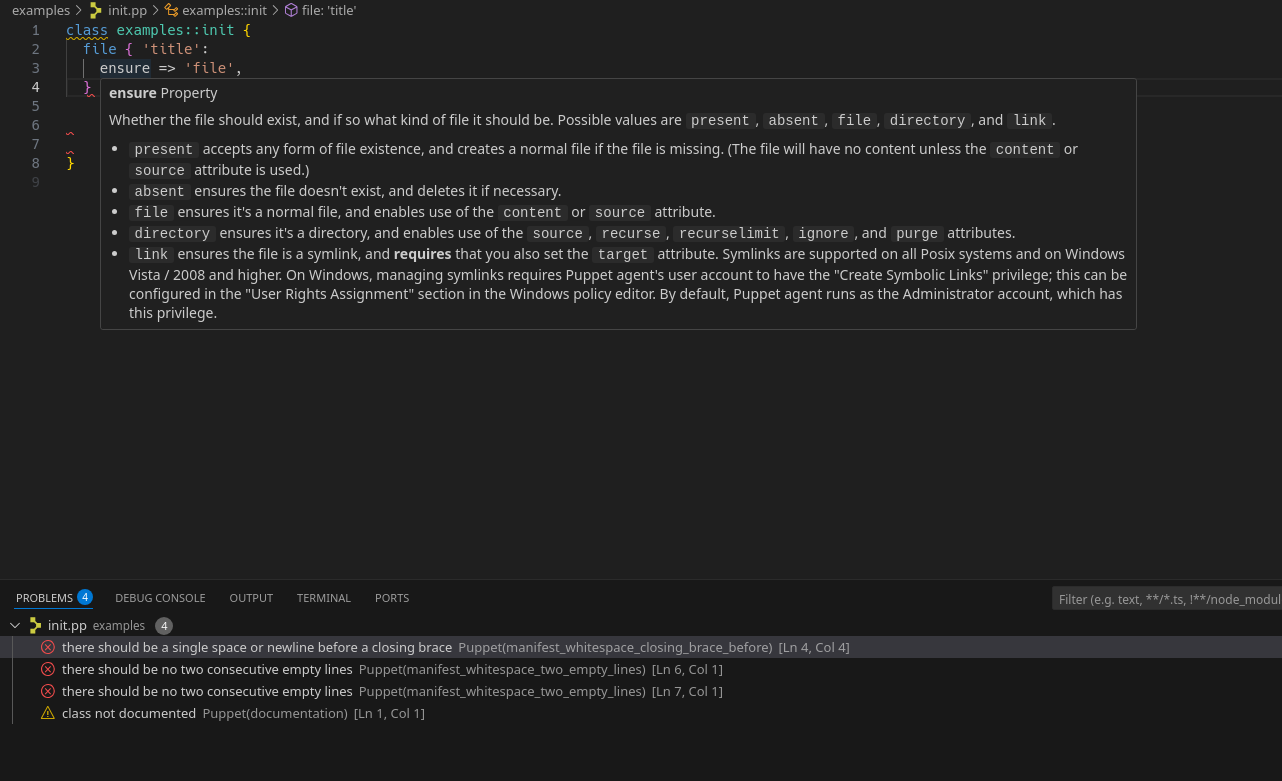 examples > init.pp > examples::init > file: 'title'
1 class examples::init {
2 file { 'title':
3 ensure => 'file',
4 }
5
6
7
8 }
9
ensure Property
Whether the file should exist, and if so what kind of file it should be. Possible values are present, absent, file, directory, and link.
• present accepts any form of file existence, and creates a normal file if the file is missing. (The file will have no content unless the content or
source attribute is used.)
• absent ensures the file doesn't exist, and deletes it if necessary.
• file ensures it's a normal file, and enables use of the content or source attribute.
• directory ensures it's a directory, and enables use of the source, recurse, recurselimit, ignore, and purge attributes.
• link ensures the file is a symlink, and requires that you also set the target attribute. Symlinks are supported on all Posix systems and on Windows
Vista / 2008 and higher. On Windows, managing symlinks requires Puppet agent's user account to have the "Create Symbolic Links" privilege; this can be
configured in the "User Rights Assignment" section in the Windows policy editor. By default, Puppet agent runs as the Administrator account, which has
this privilege.
PROBLEMS 4 DEBUG CONSOLE OUTPUT TERMINAL PORTS Filter (e.g. text, **/*.ts, !**/node_modul
init.pp examples 4
there should be a single space or newline before a closing brace Puppet(manifest_whitespace_closing_brace_before) [Ln 4, Col 4]
there should be no two consecutive empty lines Puppet(manifest_whitespace_two_empty_lines) [Ln 6, Col 1]
there should be no two consecutive empty lines Puppet(manifest_whitespace_two_empty_lines) [Ln 7, Col 1]
class not documented Puppet(documentation) [Ln 1, Col 1]